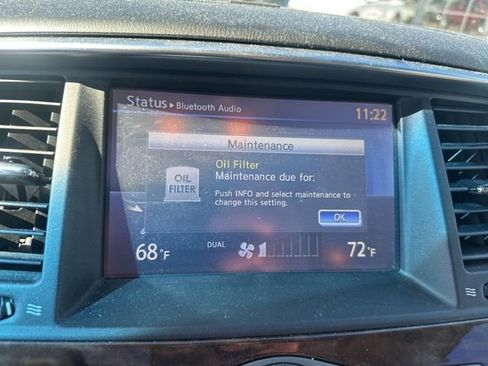 Status ▸ Bluetooth Audio 11:22
Maintenance
Oil Filter
Maintenance due for:
OIL
FILTER
Push INFO and select maintenance to
change this setting.
OK
68°F DUAL 72°F